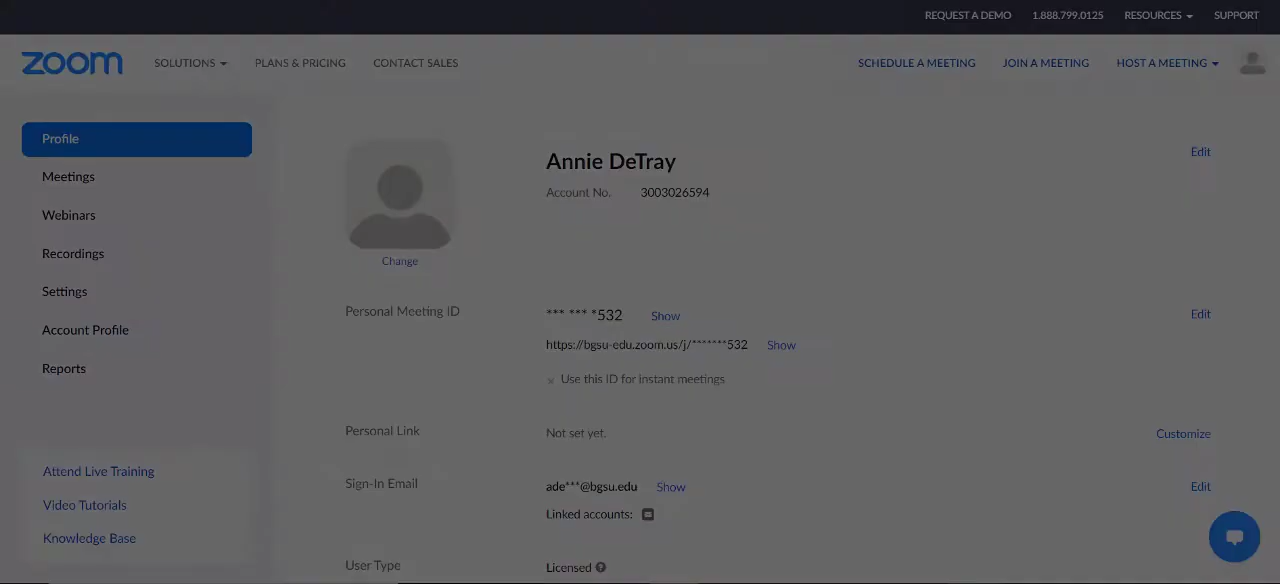 REQUEST A DEMO 1.888.799.0125 RESOURCES SUPPORT
zoom SOLUTIONS PLANS & PRICING CONTACT SALES SCHEDULE A MEETING JOIN A MEETING HOST A MEETING
Profile
Meetings
Webinars
Recordings
Settings
Account Profile
Reports
Attend Live Training
Video Tutorials
Knowledge Base
Change
Annie DeTray Edit
Account No. 3003026594
Personal Meeting ID *** *** *532 Show Edit
https://bgsu-edu.zoom.us/j/*******532 Show
× Use this ID for instant meetings
Personal Link Not set yet. Customize
Sign-In Email ade***@bgsu.edu Show Edit
Linked accounts:
User Type Licensed ?